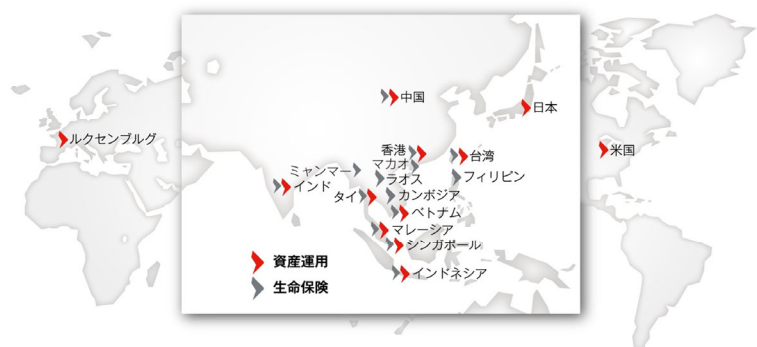 中国
日本
ルクセンブルグ
香港
台湾
米国
マカオ
ミャンマー
ラオス
フィリピン
インド
タイ
カンボジア
ベトナム
マレーシア
シンガポール
資産運用
インドネシア
生命保険